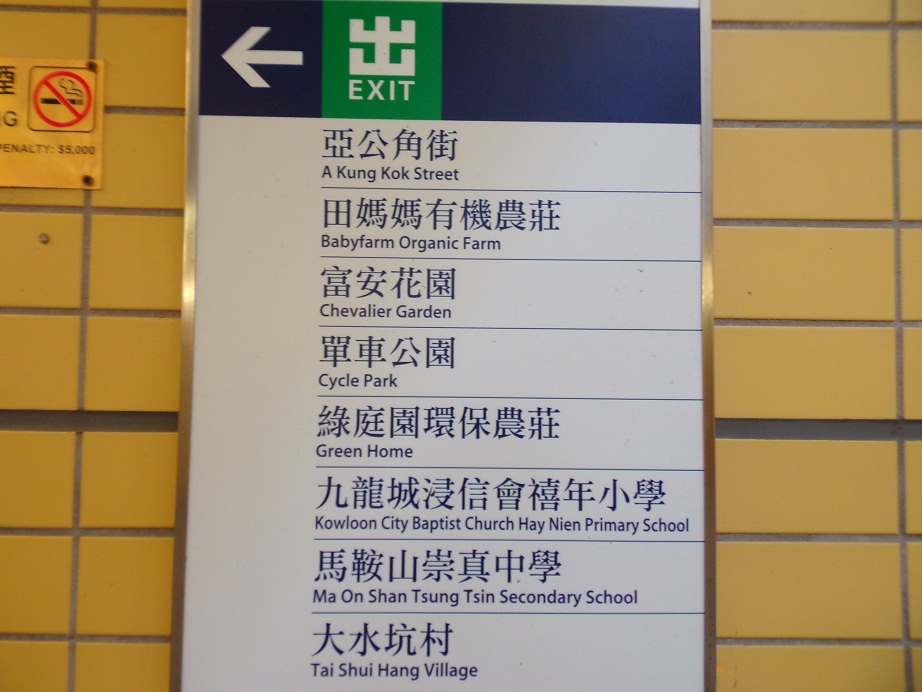 出
EXIT
煙
NG
PENALTY: $5,000
亞公角街
A Kung Kok Street
田媽媽有機農莊
Babyfarm Organic Farm
富安花園
Chevalier Garden
單車公園
Cycle Park
綠庭園環保農莊
Green Home
九龍城浸信會禧年小學
Kowloon City Baptist Church Hay Nien Primary School
馬鞍山崇真中學
Ma On Shan Tsung Tsin Secondary School
大水坑村
Tai Shui Hang Village